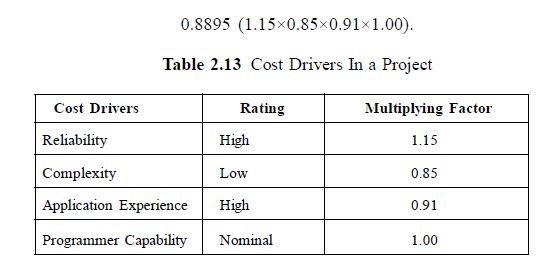 0.8895 (1.15×0.85×0.91×1.00).
Table 2.13 Cost Drivers In a Project
Cost Drivers Rating Multiplying Factor
Reliability High 1.15
Complexity Low 0.85
Application Experience High 0.91
Programmer Capability Nominal 1.00